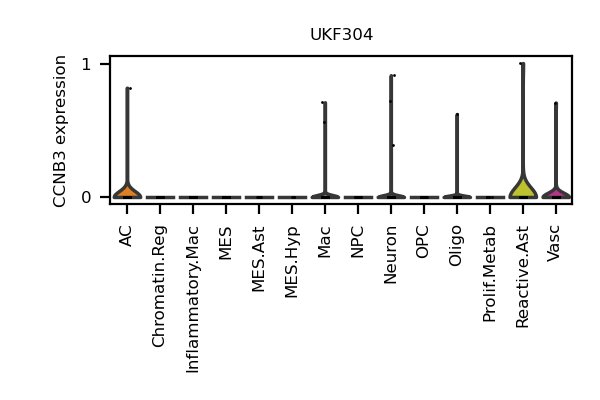 UKF304
CCNB3 expression
1
0
AC
Chromatin.Reg
Inflammatory.Mac
MES
MES.Ast
MES.Hyp
Mac
NPC
Neuron
OPC
Oligo
Prolif.Metab
Reactive.Ast
Vasc